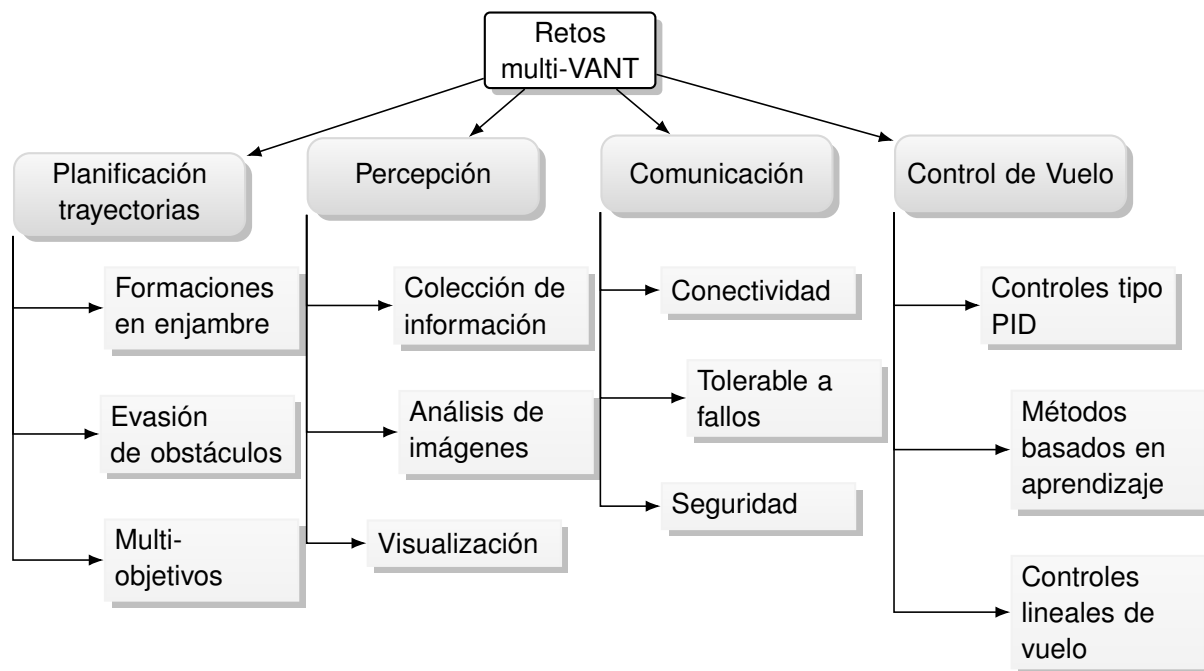 Retos
multi-VANT
Planificación
trayectorias
Formaciones
en enjambre
Evasión
de obstáculos
Multi-
objetivos
Percepción
Colección de
información
Análisis de
imágenes
Visualización
Comunicación
Conectividad
Tolerable a
fallos
Seguridad
Control de Vuelo
Controles tipo
PID
Métodos
basados en
aprendizaje
Controles
lineales de
vuelo